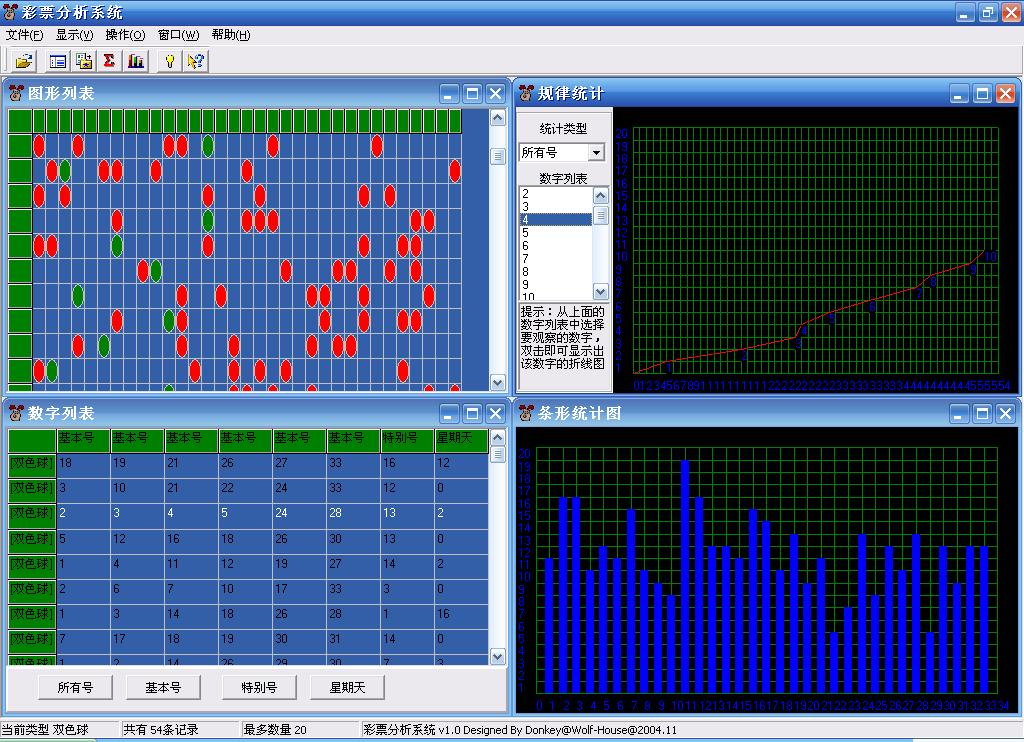 彩票分析系统
文件(F) 显示(V) 操作(O) 窗口(W) 帮助(H)
图形列表
规律统计
统计类型
所有号
数字列表
2
3
4
5
6
7
8
9
10
提示：从上面的
数字列表中选择
要观察的数字，
双击即可显示出
该数字的折线图
20
19
18
17
16
15
14
13
12
11
10
9
8
7
6
5
4
3
2
1
1 2 3 4 5 6 7 8 9 10
数字列表
基本号 基本号 基本号 基本号 基本号 基本号 特别号 星期天
[双色球] 18 19 21 26 27 33 16 12
[双色球] 3 10 21 22 24 33 12 0
[双色球] 2 3 4 5 24 28 13 2
[双色球] 5 12 16 18 26 30 13 0
[双色球] 1 4 11 12 19 27 14 2
[双色球] 2 6 7 10 17 33 3 0
[双色球] 1 3 14 18 26 28 1 16
[双色球] 7 17 18 19 30 31 14 0
[双色球] 1 2 14 26 29 30 7 3
所有号 基本号 特别号 星期天
条形统计图
20
19
18
17
16
15
14
13
12
11
10
9
8
7
6
5
4
3
2
1
0 1 2 3 4 5 6 7 8 9 10 11 12 13 14 15 16 17 18 19 20 21 22 23 24 25 26 27 28 29 30 31 32 33 34
当前类型 双色球 共有 54条记录 最多数量 20 彩票分析系统 v1.0 Designed By Donkey@Wolf-House@2004.11